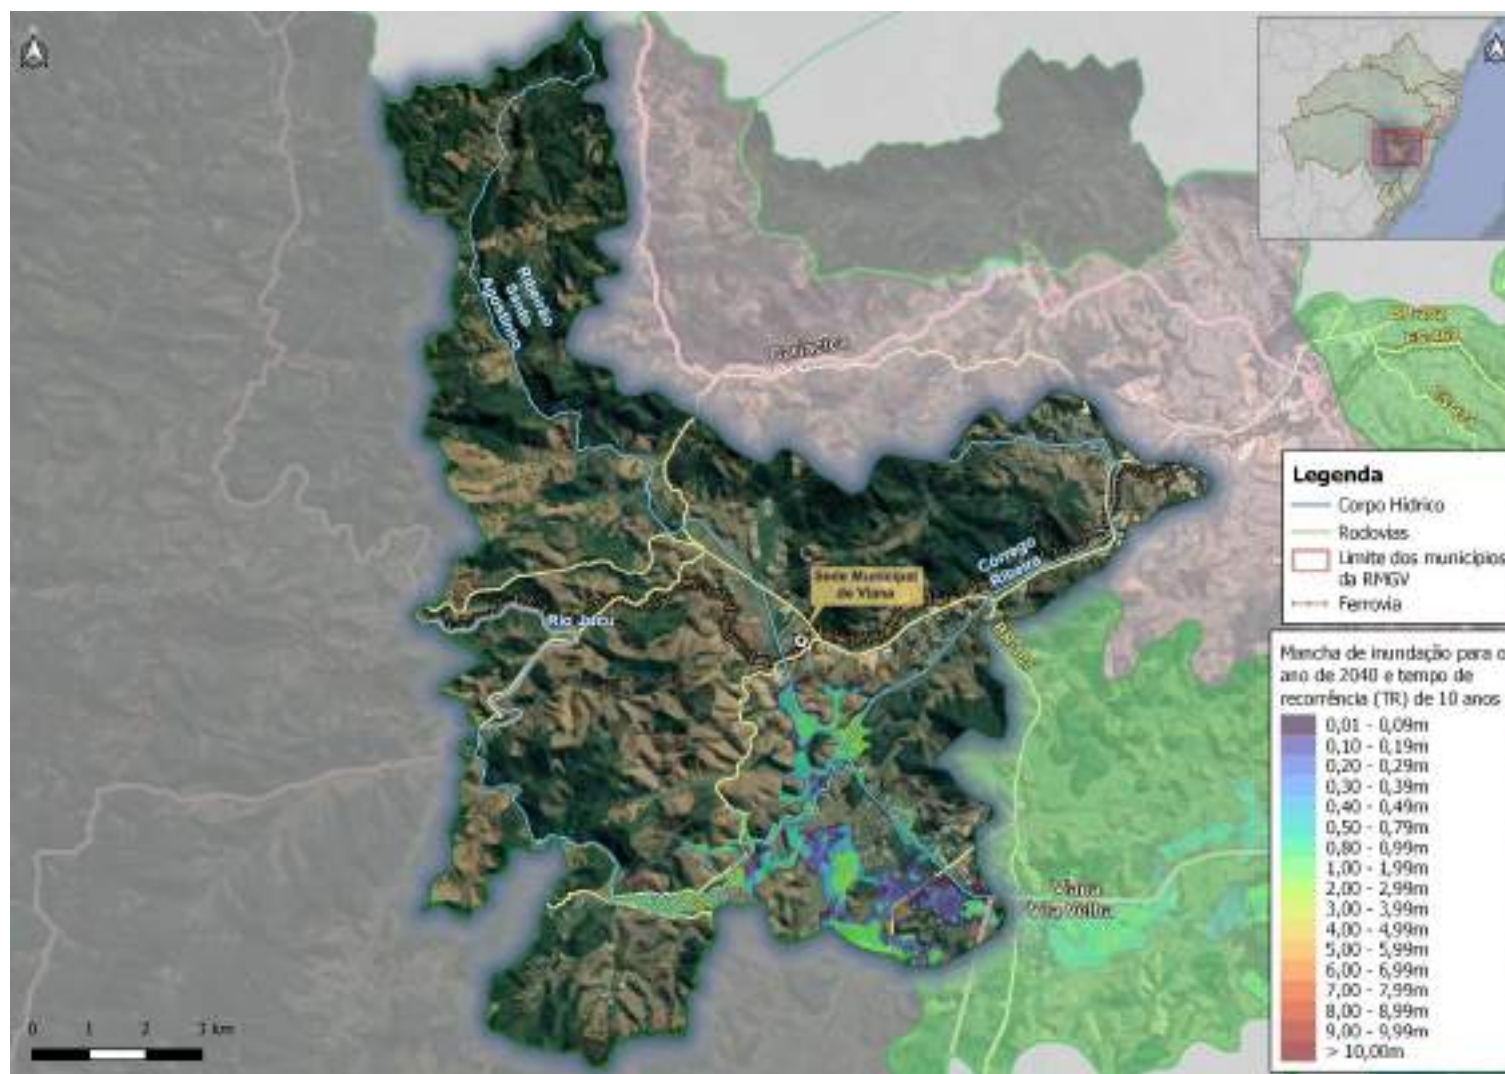 Ribeirão
Santo
Agostinho
Cariacica
Córrego
Ribeira
Sede Municipal
de Viana
Rio Jucu
Viana
Vila Velha
Legenda
Corpo Hídrico
Rodovias
Limite dos municípios
da RMGV
Ferrovia
Mancha de inundação para o
ano de 2040 e tempo de
recorrência (TR) de 10 anos
0,01 - 0,09m
0,10 - 0,19m
0,20 - 0,29m
0,30 - 0,39m
0,40 - 0,49m
0,50 - 0,79m
0,80 - 0,99m
1,00 - 1,99m
2,00 - 2,99m
3,00 - 3,99m
4,00 - 4,99m
5,00 - 5,99m
6,00 - 6,99m
7,00 - 7,99m
8,00 - 8,99m
9,00 - 9,99m
> 10,00m
0 1 2 3 km